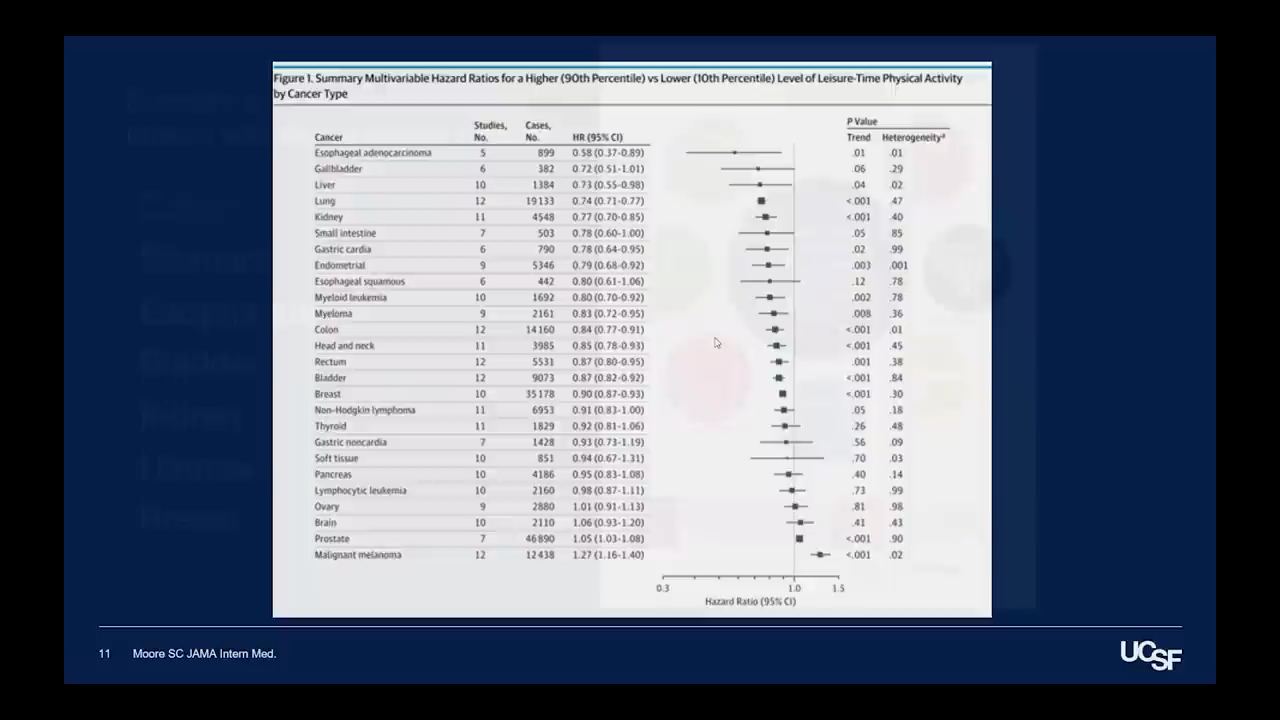 Figure 1. Summary Multivariable Hazard Ratios for a Higher (90th Percentile) vs Lower (10th Percentile) Level of Leisure-Time Physical Activity
by Cancer Type
Cancer Studies, No. Cases, No. HR (95% CI) P Value Trend Heterogeneityᵃ
Esophageal adenocarcinoma 5 899 0.58 (0.37-0.89) .01 .01
Gallbladder 6 382 0.72 (0.51-1.01) .06 .29
Liver 10 1384 0.73 (0.55-0.98) .04 .02
Lung 12 19133 0.74 (0.71-0.77) <.001 .47
Kidney 11 4548 0.77 (0.70-0.85) <.001 .40
Small intestine 7 503 0.78 (0.60-1.00) .05 85
Gastric cardia 6 790 0.78 (0.64-0.95) .02 .99
Endometrial 9 5346 0.79 (0.68-0.92) .003 .001
Esophageal squamous 6 442 0.80 (0.61-1.06) .12 .78
Myeloid leukemia 10 1692 0.80 (0.70-0.92) .002 .78
Myeloma 9 2161 0.83 (0.72-0.95) .008 .36
Colon 12 14160 0.84 (0.77-0.91) <.001 .01
Head and neck 11 3985 0.85 (0.78-0.93) <.001 .45
Rectum 12 5531 0.87 (0.80-0.95) .001 .38
Bladder 12 9073 0.87 (0.82-0.92) <.001 .84
Breast 10 35178 0.90 (0.87-0.93) <.001 .30
Non-Hodgkin lymphoma 11 6953 0.91 (0.83-1.00) .05 .18
Thyroid 11 1829 0.92 (0.81-1.06) .26 .48
Gastric noncardia 7 1428 0.93 (0.73-1.19) .56 .09
Soft tissue 10 851 0.94 (0.67-1.31) .70 .03
Pancreas 10 4186 0.95 (0.83-1.08) .40 .14
Lymphocytic leukemia 10 2160 0.98 (0.87-1.11) .73 .99
Ovary 9 2880 1.01 (0.91-1.13) .81 .98
Brain 10 2110 1.06 (0.93-1.20) .41 .43
Prostate 7 46890 1.05 (1.03-1.08) <.001 .90
Malignant melanoma 12 12438 1.27 (1.16-1.40) <.001 .02
0.3 1.0 1.5
Hazard Ratio (95% CI)
11 Moore SC JAMA Intern Med.
UCSF